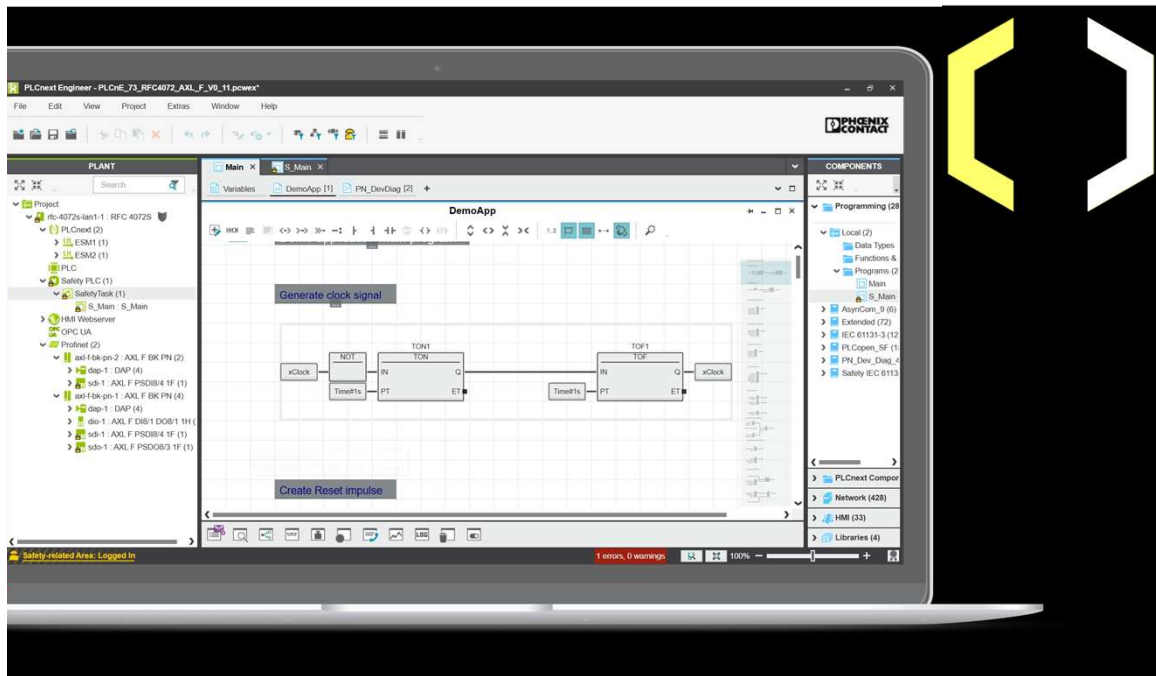 PLCnext Engineer - PLCnE_73_RFC4072_AXL_F_V0_11.pcwex*
File Edit View Project Extras Window Help
PHŒNIX
CONTACT
PLANT
Search
Project
rfc-4072s-lan1-1 : RFC 4072S
PLCnext (2)
ESM1 (1)
ESM2 (1)
PLC
Safety PLC (1)
SafetyTask (1)
S_Main : S_Main
HMI Webserver
OPC UA
Profinet (2)
axl-f-bk-pn-2 : AXL F BK PN (2)
dap-1 : DAP (4)
sdi-1 : AXL F PSDI8/4 1F (1)
axl-f-bk-pn-1 : AXL F BK PN (4)
dap-1 : DAP (4)
dio-1 : AXL F DI8/1 DO8/1 1H (
sdi-1 : AXL F PSDI8/4 1F (1)
sdo-1 : AXL F PSDO8/3 1F (1)
Safety-related Area: Logged In
Main S_Main
Variables DemoApp [1] PN_DevDiag [2]
DemoApp
Generate clock signal
TON1 TOF1
NOT TON TOF
xClock IN Q IN Q xClock
Time#1s PT ET Time#1s PT ET
Create Reset impulse
LOG
1 errors, 0 warnings 100%
COMPONENTS
Programming (28
Local (2)
Data Types
Functions &
Programs (2
Main
S_Main
AsynCom_9 (6)
Extended (72)
IEC 61131-3 (12
PLCopen_SF (1
PN_Dev_Diag_4
Safety IEC 6113
PLCnext Compor
Network (428)
HMI (33)
Libraries (4)